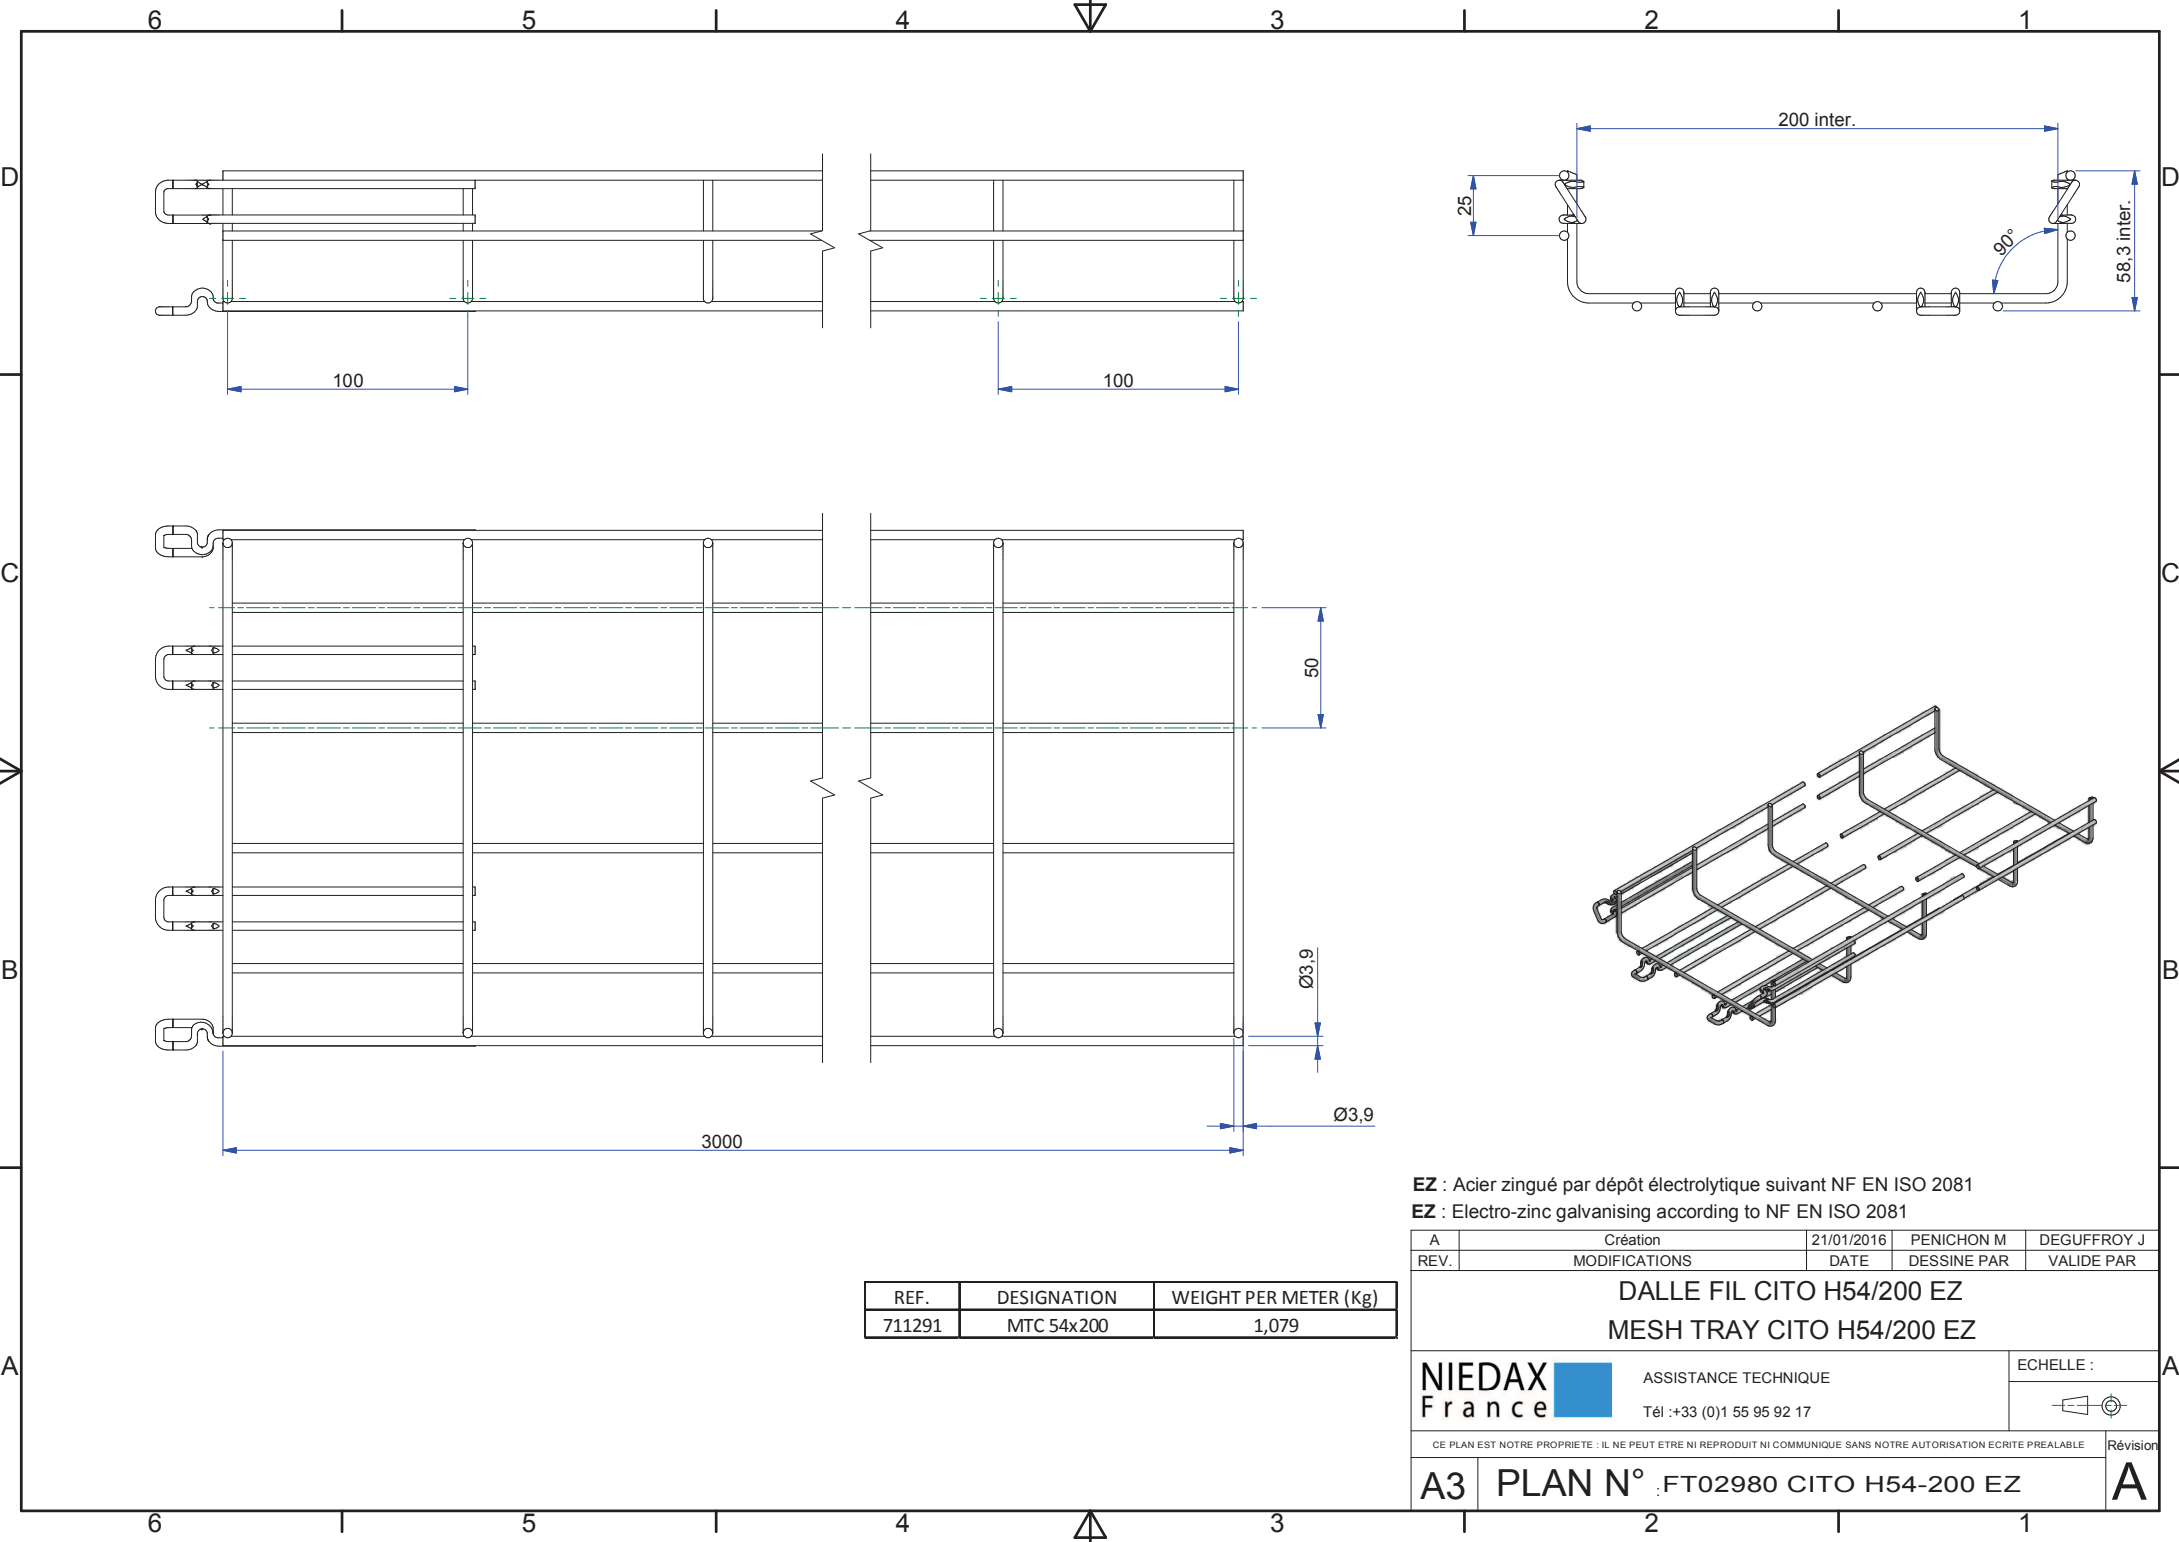 6 5 4 3 2 1
D D
C C
B B
A A
200 inter.
25
90°
58,3 inter.
100 100
50
Ø3,9
Ø3,9
3000
EZ : Acier zingué par dépôt électrolytique suivant NF EN ISO 2081
EZ : Electro-zinc galvanising according to NF EN ISO 2081
A Création 21/01/2016 PENICHON M DEGUFFROY J
REV. MODIFICATIONS DATE DESSINE PAR VALIDE PAR
DALLE FIL CITO H54/200 EZ
MESH TRAY CITO H54/200 EZ
REF. DESIGNATION WEIGHT PER METER (Kg)
711291 MTC 54x200 1,079
NIEDAX
France
ASSISTANCE TECHNIQUE
Tél :+33 (0)1 55 95 92 17
ECHELLE :
CE PLAN EST NOTRE PROPRIETE : IL NE PEUT ETRE NI REPRODUIT NI COMMUNIQUE SANS NOTRE AUTORISATION ECRITE PREALABLE
Révision
A3 PLAN N° :FT02980 CITO H54-200 EZ A
6 5 4 3 2 1